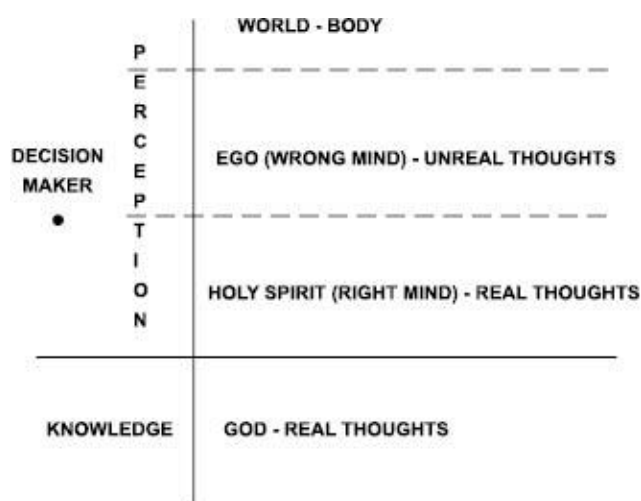 WORLD - BODY
PERCEPTION
DECISION
MAKER
EGO (WRONG MIND) - UNREAL THOUGHTS
HOLY SPIRIT (RIGHT MIND) - REAL THOUGHTS
KNOWLEDGE
GOD - REAL THOUGHTS